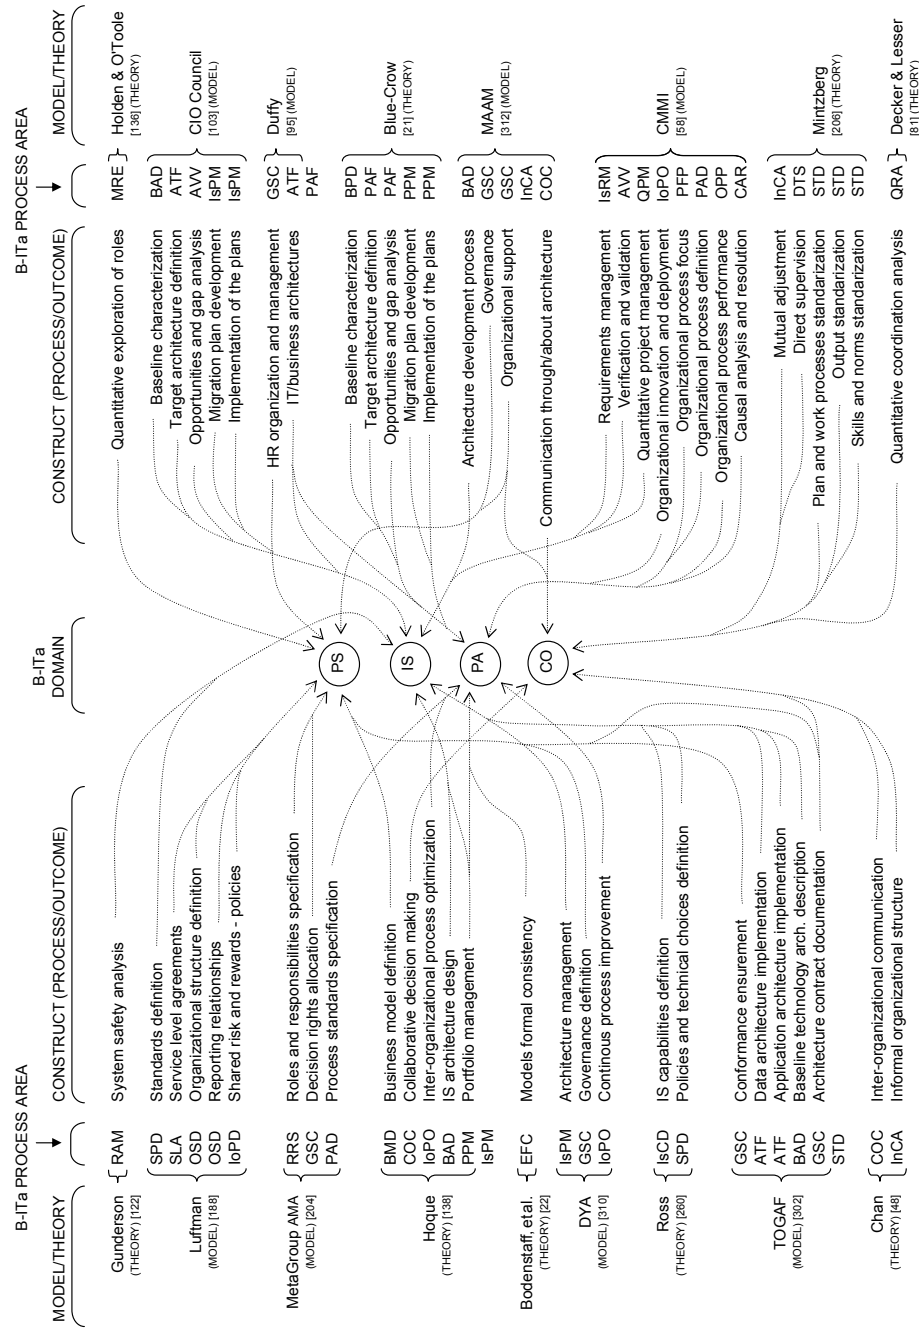 B-ITa PROCESS AREA
MODEL/THEORY
CONSTRUCT (PROCESS/OUTCOME)
B-ITa
DOMAIN
CONSTRUCT (PROCESS/OUTCOME)
B-ITa PROCESS AREA
MODEL/THEORY
Gunderson
(THEORY) [122]
RAM
System safety analysis
Luftman
(MODEL) [188]
SPD
SLA
OSD
OSD
IoPD
Standards definition
Service level agreements
Organizational structure definition
Reporting relationships
Shared risk and rewards - policies
MetaGroup AMA
(MODEL) [204]
RRS
GSC
PAD
Roles and responsibilities specification
Decision rights allocation
Process standards specification
Hoque
(THEORY) [138]
BMD
COC
IoPO
BAD
PPM
IsPM
Business model definition
Collaborative decision making
Inter-organizational process optimization
IS architecture design
Portfolio management
Bodenstaff, etal.
(THEORY) [22]
EFC
Models formal consistency
DYA
(MODEL) [310]
IsPM
GSC
IoPO
Architecture management
Governance definition
Continous process improvement
Ross
(THEORY) [260]
IsCD
SPD
IS capabilities definition
Policies and technical choices definition
TOGAF
(MODEL) [302]
GSC
ATF
ATF
BAD
GSC
STD
Conformance ensurement
Data architecture implementation
Application architecture implementation
Baseline technology arch. description
Architecture contract documentation
Chan
(THEORY) [48]
COC
InCA
Inter-organizational communication
Informal organizational structure
PS
IS
PA
CO
Quantitative exploration of roles
MRE
Holden & O'Toole
[136] (THEORY)
Baseline characterization
Target architecture definition
Opportunities and gap analysis
Migration plan development
Implementation of the plans
BAD
ATF
AVV
IsPM
IsPM
CIO Council
[103] (MODEL)
HR organization and management
IT/business architectures
GSC
ATF
PAF
Duffy
[95] (MODEL)
Baseline characterization
Target architecture definition
Opportunities and gap analysis
Migration plan development
Implementation of the plans
BPD
PAF
PAF
PPM
PPM
Blue-Crow
[21] (THEORY)
Architecture development process
Governance
Organizational support
Communication through/about architecture
BAD
GSC
GSC
InCA
COC
MAAM
[312] (MODEL)
Requirements management
Verification and validation
Quantitative project management
Organizational innovation and deployment
Organizational process focus
Organizational process definition
Organizational process performance
Causal analysis and resolution
IsRM
AVV
QPM
IoPO
PFP
PAD
OPP
CAR
CMMI
[58] (MODEL)
Mutual adjustment
Direct supervision
Plan and work processes standarization
Output standarization
Skills and norms standarization
InCA
DTS
STD
STD
STD
Mintzberg
[206] (THEORY)
Quantitative coordination analysis
QRA
Decker & Lesser
[81] (THEORY)